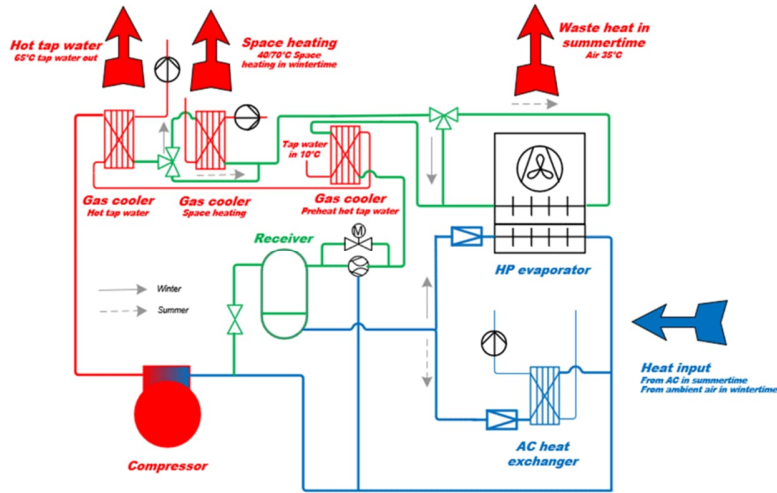 Hot tap water
65°C tap water out
Space heating
40/70°C Space
heating in wintertime
Waste heat in
summertime
Air 35°C
Tap water
in 10°C
Gas cooler
Hot tap water
Gas cooler
Space heating
Gas cooler
Preheat hot tap water
Receiver
M
HP evaporator
Winter
Summer
Heat input
From AC in summertime
From ambient air in wintertime
AC heat
exchanger
Compressor